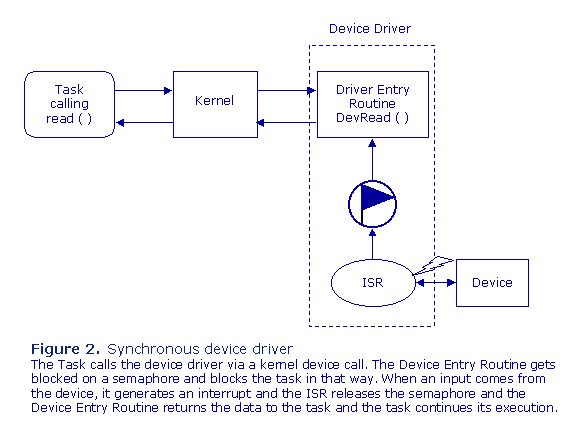 Device Driver
Task
calling
read ( )
Kernel
Driver Entry
Routine
DevRead ( )
ISR
Device
Figure 2. Synchronous device driver
The Task calls the device driver via a kernel device call. The Device Entry Routine gets
blocked on a semaphore and blocks the task in that way. When an input comes from
the device, it generates an interrupt and the ISR releases the semaphore and the
Device Entry Routine returns the data to the task and the task continues its execution.